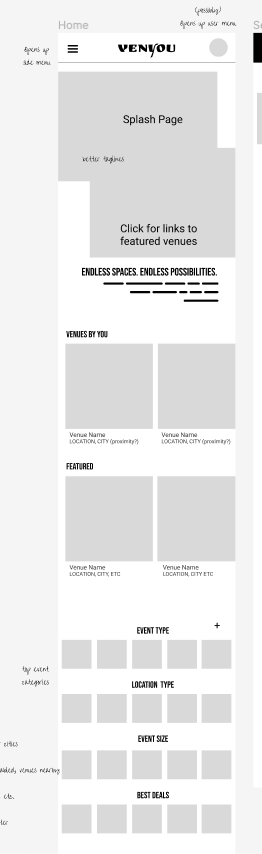 (possibly)
Home
opens up user menu
opens up
side menu
VENYOU
Splash Page
better taglines
Click for links to
featured venues
ENDLESS SPACES. ENDLESS POSSIBILITIES.
VENUES BY YOU
Venue Name
LOCATION, CITY (proximity?)
Venue Name
LOCATION, CITY (proximity?)
FEATURED
Venue Name
LOCATION, CITY, ETC
Venue Name
LOCATION, CITY ETC
+
EVENT TYPE
top event
categories
LOCATION TYPE
EVENT SIZE
cities
venues nearby
BEST DEALS
etc.